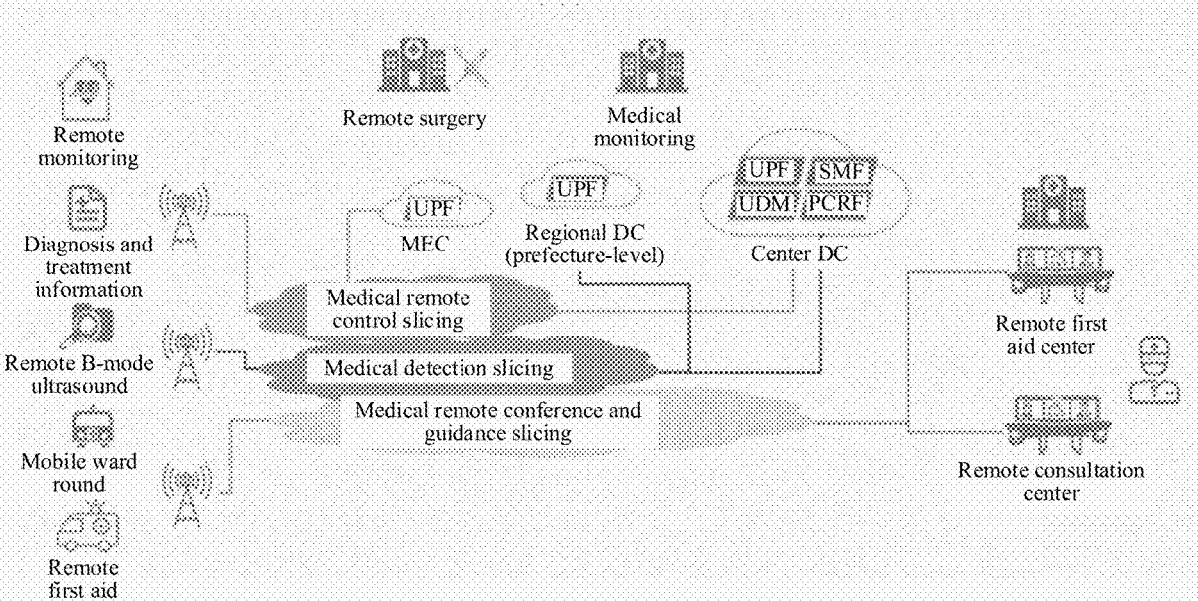 Remote
monitoring
Diagnosis and
treatment
information
Remote B-mode
ultrasound
Mobile ward
round
Remote
first aid
Remote surgery
Medical
monitoring
UPF
MEC
UPF
Regional DC
(prefecture-level)
UPF SMF
UDM PCRF
Center DC
Medical remote
control slicing
Medical detection slicing
Medical remote conference and
guidance slicing
Remote first
aid center
Remote consultation
center